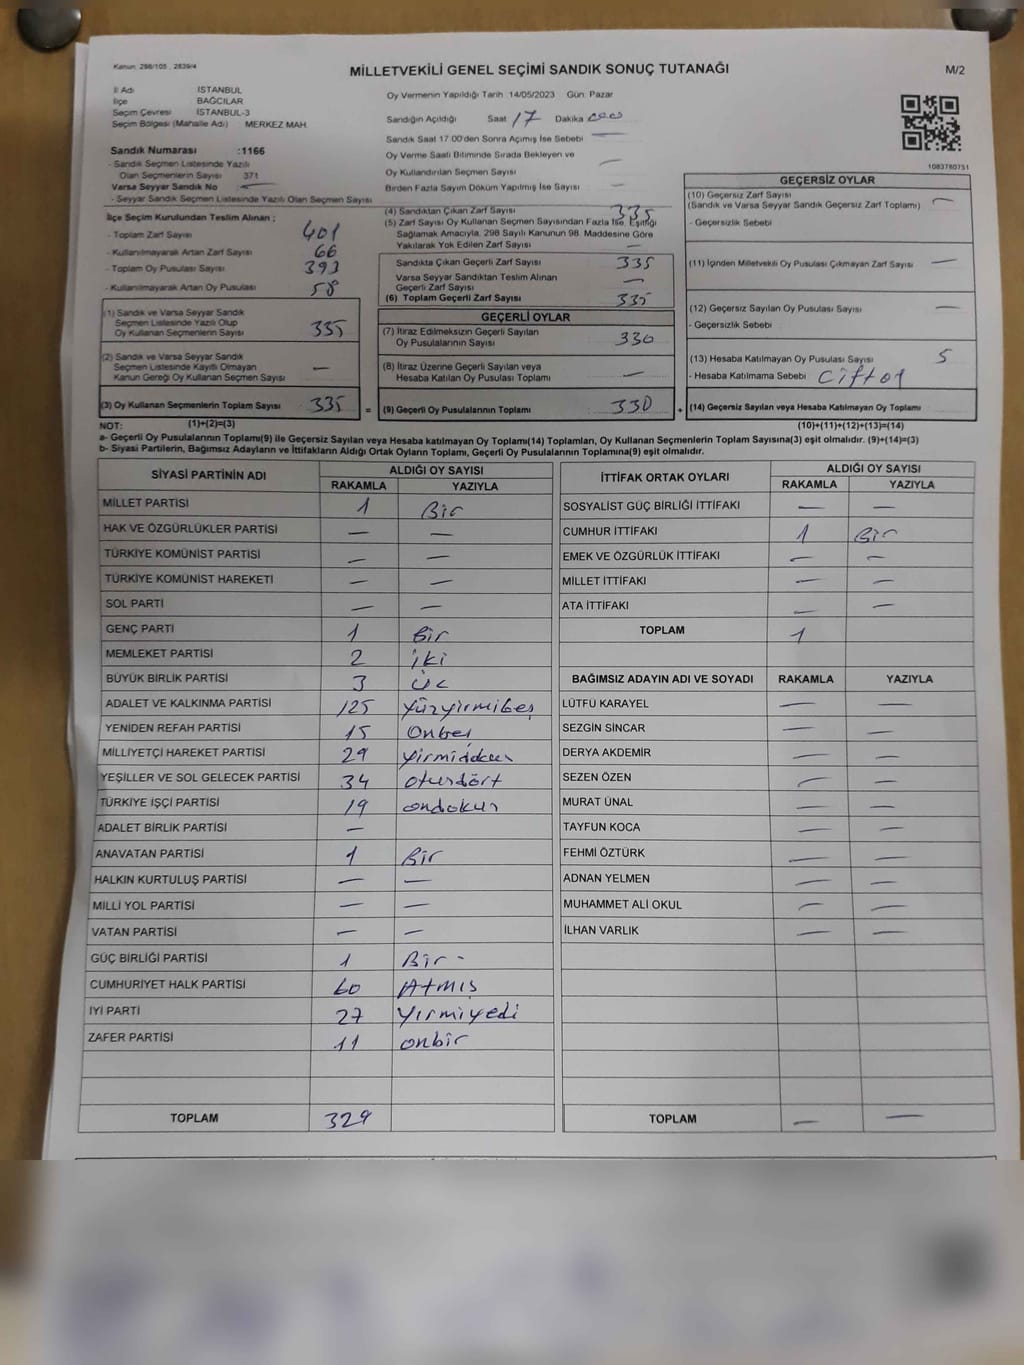 Kanun: 298/105 , 2839/4
MİLLETVEKİLİ GENEL SEÇİMİ SANDIK SONUÇ TUTANAĞI
M/2
İl Adı İSTANBUL
İlçe BAĞCILAR
Seçim Çevresi İSTANBUL-3
Seçim Bölgesi (Mahalle Adı) MERKEZ MAH.
Oy Vermenin Yapıldığı Tarih 14/05/2023 Gün: Pazar
Sandığın Açıldığı Saat 17 Dakika
Sandık Saat 17:00'den Sonra Açılmış İse Sebebi —
Oy Verme Saati Bitiminde Sırada Bekleyen ve
Oy Kullandırılan Seçmen Sayısı —
Birden Fazla Sayım Döküm Yapılmış İse Sayısı —
1083780751
Sandık Numarası :1166
- Sandık Seçmen Listesinde Yazılı
Olan Seçmenlerin Sayısı 371
Varsa Seyyar Sandık No —
- Seyyar Sandık Seçmen Listesinde Yazılı Olan Seçmen Sayısı
İlçe Seçim Kurulundan Teslim Alınan ;
- Toplam Zarf Sayısı 401
- Kullanılmayarak Artan Zarf Sayısı 66
- Toplam Oy Pusulası Sayısı 393
- Kullanılmayarak Artan Oy Pusulası 58
(1) Sandık ve Varsa Seyyar Sandık
Seçmen Listesinde Yazılı Olup
Oy Kullanan Seçmenlerin Sayısı 335
(2) Sandık ve Varsa Seyyar Sandık
Seçmen Listesinde Kayıtlı Olmayan
Kanun Gereği Oy Kullanan Seçmen Sayısı —
(3) Oy Kullanan Seçmenlerin Toplam Sayısı 335 =
(1)+(2)=(3)
(4) Sandıktan Çıkan Zarf Sayısı 335
(5) Zarf Sayısı Oy Kullanan Seçmen Sayısından Fazla İse, Eşitliği
Sağlamak Amacıyla, 298 Sayılı Kanunun 98. Maddesine Göre
Yakılarak Yok Edilen Zarf Sayısı —
Sandıkta Çıkan Geçerli Zarf Sayısı 335
Varsa Seyyar Sandıktan Teslim Alınan
Geçerli Zarf Sayısı —
(6) Toplam Geçerli Zarf Sayısı 335
GEÇERLİ OYLAR
(7) İtiraz Edilmeksizin Geçerli Sayılan
Oy Pusulalarının Sayısı 330
(8) İtiraz Üzerine Geçerli Sayılan veya
Hesaba Katılan Oy Pusulası Toplamı —
(9) Geçerli Oy Pusulalarının Toplamı 330 +
GEÇERSİZ OYLAR
(10) Geçersiz Zarf Sayısı
(Sandık ve Varsa Seyyar Sandık Geçersiz Zarf Toplamı) —
- Geçersizlik Sebebi
(11) İçinden Milletvekili Oy Pusulası Çıkmayan Zarf Sayısı —
(12) Geçersiz Sayılan Oy Pusulası Sayısı —
- Geçersizlik Sebebi
(13) Hesaba Katılmayan Oy Pusulası Sayısı 5
- Hesaba Katılmama Sebebi Çift oy
(14) Geçersiz Sayılan veya Hesaba Katılmayan Oy Toplamı
(10)+(11)+(12)+(13)=(14)
NOT:
a- Geçerli Oy Pusulalarının Toplamı(9) ile Geçersiz Sayılan veya Hesaba katılmayan Oy Toplamı(14) Toplamları, Oy Kullanan Seçmenlerin Toplam Sayısına(3) eşit olmalıdır. (9)+(14)=(3)
b- Siyasi Partilerin, Bağımsız Adayların ve İttifakların Aldığı Ortak Oyların Toplamı, Geçerli Oy Pusulalarının Toplamına(9) eşit olmalıdır.
SİYASİ PARTİNİN ADI ALDIĞI OY SAYISI
RAKAMLA YAZIYLA
MİLLET PARTİSİ 1 Bir
HAK VE ÖZGÜRLÜKLER PARTİSİ — —
TÜRKİYE KOMÜNİST PARTİSİ — —
TÜRKİYE KOMÜNİST HAREKETİ — —
SOL PARTİ — —
GENÇ PARTİ 1 Bir
MEMLEKET PARTİSİ 2 iki
BÜYÜK BİRLİK PARTİSİ 3 üç
ADALET VE KALKINMA PARTİSİ 125 yüzyirmibeş
YENİDEN REFAH PARTİSİ 15 Onbeş
MİLLİYETÇİ HAREKET PARTİSİ 29 yirmidokuz
YEŞİLLER VE SOL GELECEK PARTİSİ 34 otuzdört
TÜRKİYE İŞÇİ PARTİSİ 19 ondokuz
ADALET BİRLİK PARTİSİ —
ANAVATAN PARTİSİ 1 Bir
HALKIN KURTULUŞ PARTİSİ — —
MİLLİ YOL PARTİSİ — —
VATAN PARTİSİ — —
GÜÇ BİRLİĞİ PARTİSİ 1 Bir -
CUMHURİYET HALK PARTİSİ 60 Atmış
İYİ PARTİ 27 Yirmiyedi
ZAFER PARTİSİ 11 onbir
TOPLAM 329
İTTİFAK ORTAK OYLARI ALDIĞI OY SAYISI
RAKAMLA YAZIYLA
SOSYALİST GÜÇ BİRLİĞİ İTTİFAKI — —
CUMHUR İTTİFAKI 1 Bir
EMEK VE ÖZGÜRLÜK İTTİFAKI — —
MİLLET İTTİFAKI — —
ATA İTTİFAKI — —
TOPLAM 1
BAĞIMSIZ ADAYIN ADI VE SOYADI RAKAMLA YAZIYLA
LÜTFÜ KARAYEL — —
SEZGİN SİNCAR — —
DERYA AKDEMİR — —
SEZEN ÖZEN — —
MURAT ÜNAL — —
TAYFUN KOCA — —
FEHMİ ÖZTÜRK — —
ADNAN YELMEN — —
MUHAMMET ALİ OKUL — —
İLHAN VARLIK — —
TOPLAM — —